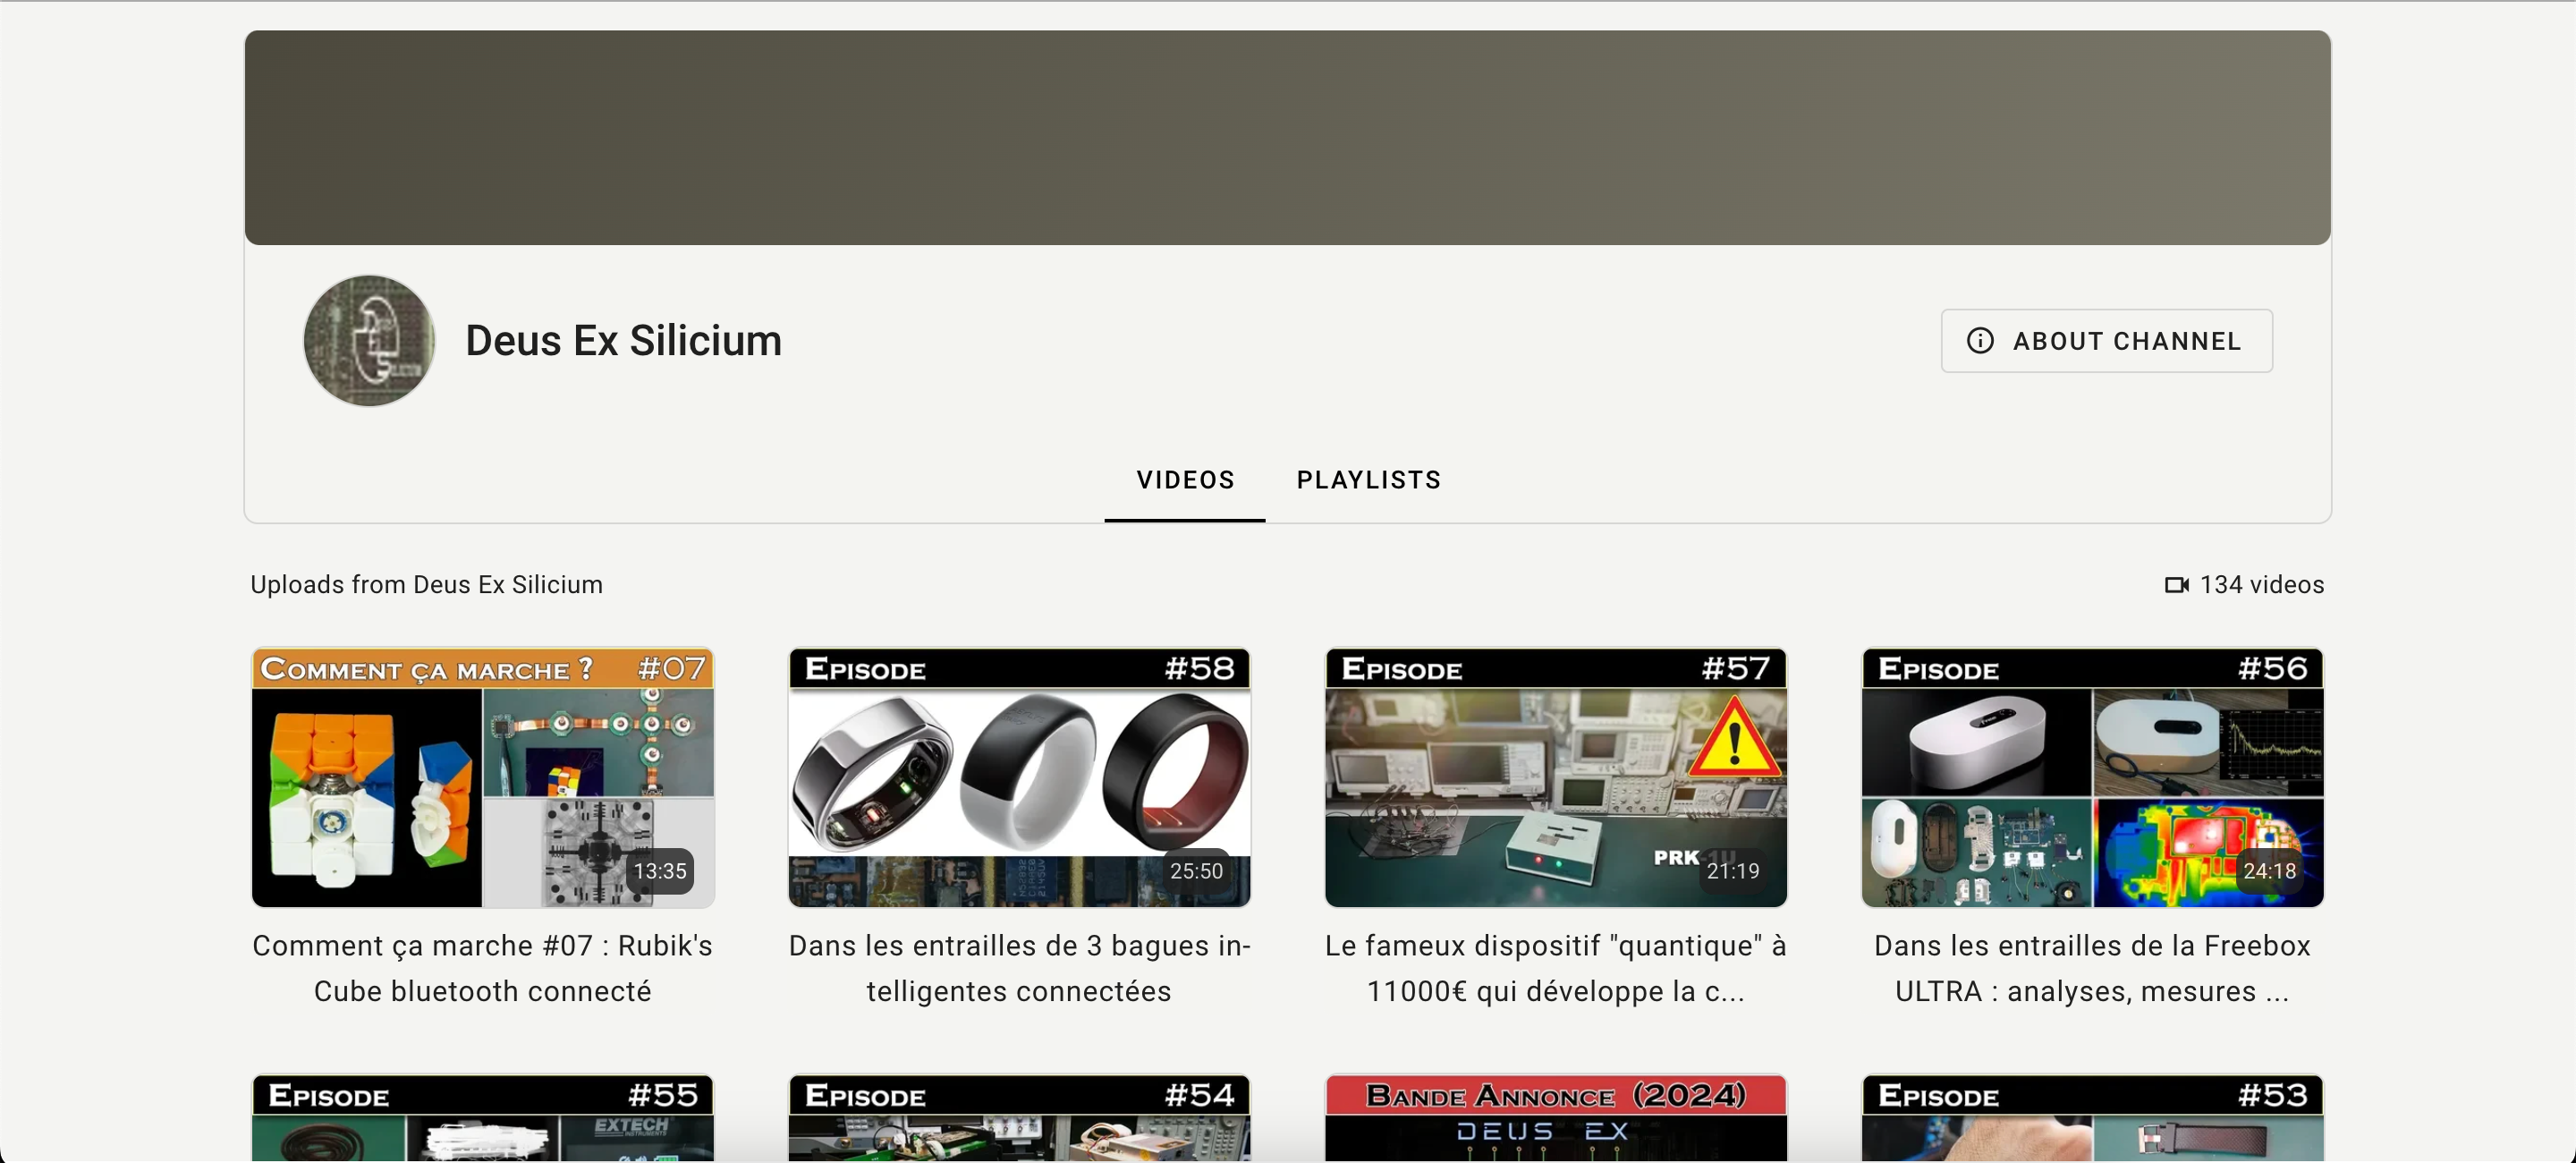 Deus Ex Silicium
ABOUT CHANNEL
VIDEOS
PLAYLISTS
Uploads from Deus Ex Silicium
134 videos
COMMENT ÇA MARCHE ? #07
13:35
Comment ça marche #07 : Rubik's
Cube bluetooth connecté
EPISODE #58
25:50
Dans les entrailles de 3 bagues in-
telligentes connectées
EPISODE #57
PRK
21:19
Le fameux dispositif "quantique" à
11000€ qui développe la c...
EPISODE #56
24:18
Dans les entrailles de la Freebox
ULTRA : analyses, mesures ...
EPISODE #55
EXTECH
INSTRUMENTS
EPISODE #54
BANDE ANNONCE (2024)
DEUS EX
EPISODE #53